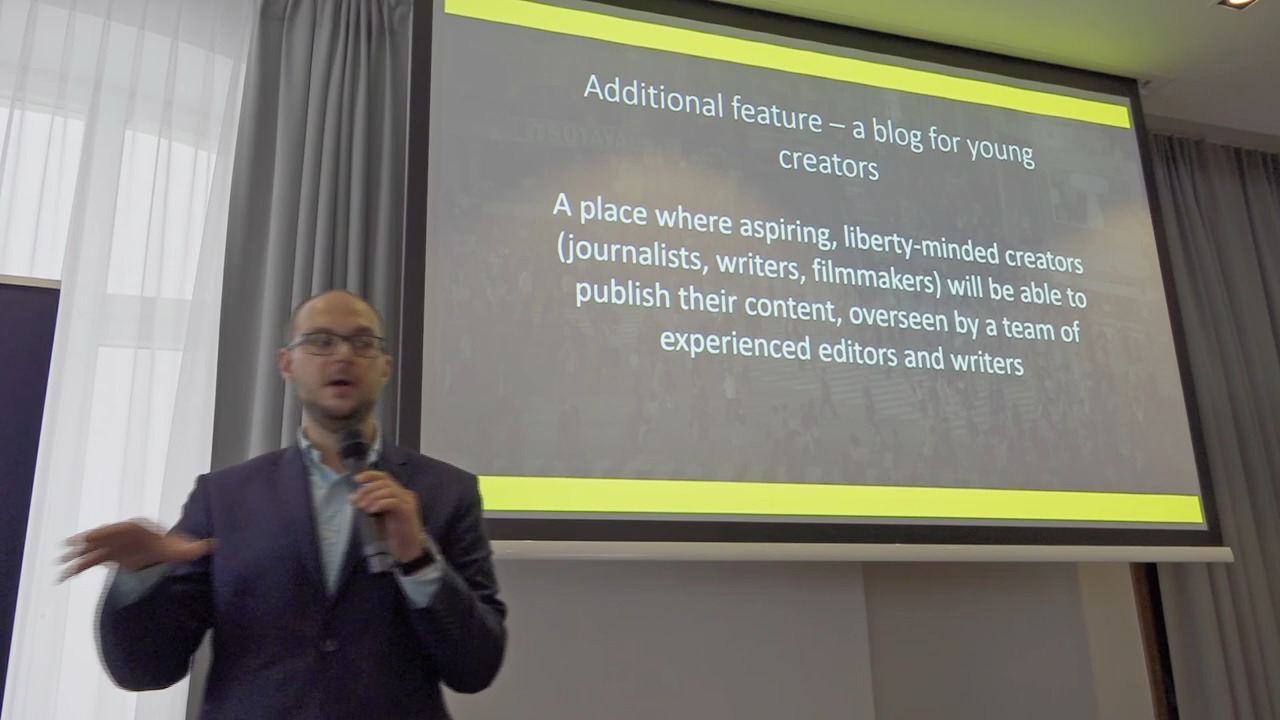 Additional feature – a blog for young
creators
A place where aspiring, liberty-minded creators
(journalists, writers, filmmakers) will be able to
publish their content, overseen by a team of
experienced editors and writers